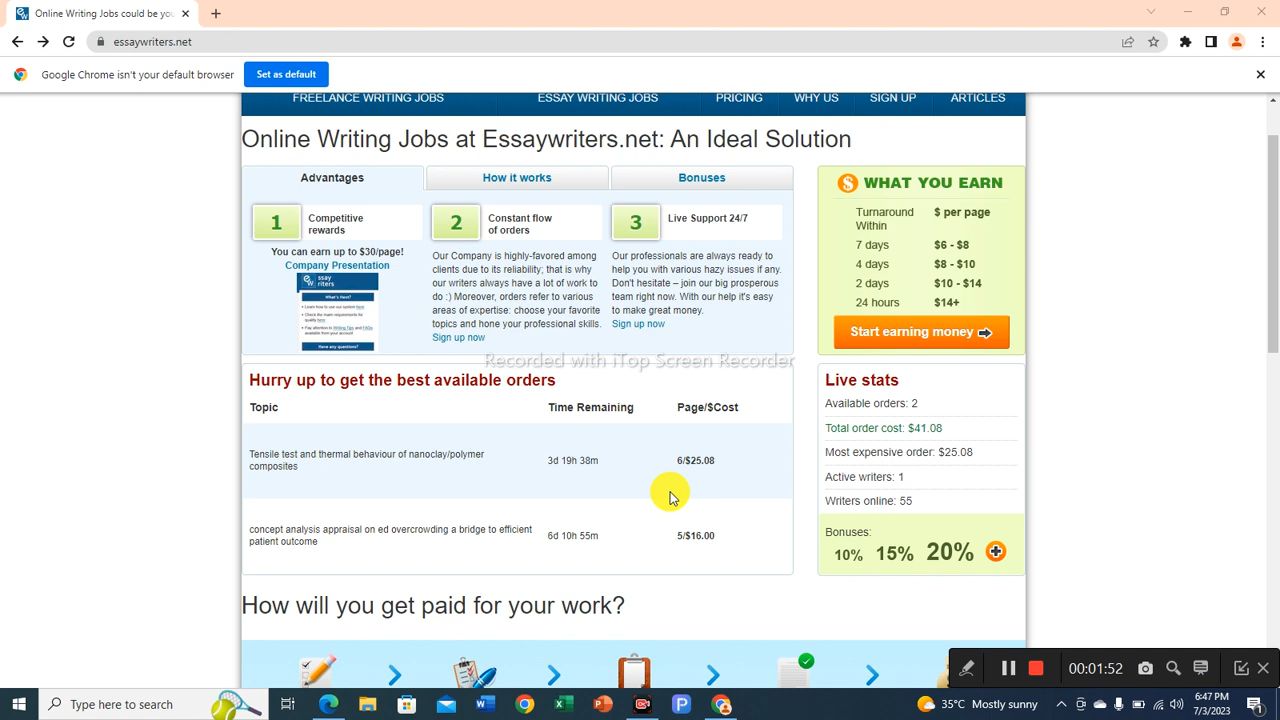 Online Writing Jobs could be you
essaywriters.net
Google Chrome isn't your default browser
Set as default
FREELANCE WRITING JOBS ESSAY WRITING JOBS PRICING WHY US SIGN UP ARTICLES
Online Writing Jobs at Essaywriters.net: An Ideal Solution
Advantages How it works Bonuses
1 Competitive
rewards
You can earn up to $30/page!
Company Presentation
2 Constant flow
of orders
Our Company is highly-favored among
clients due to its reliability; that is why
our writers always have a lot of work to
do :) Moreover, orders refer to various
areas of expertise: choose your favorite
topics and hone your professional skills.
Sign up now
3 Live Support 24/7
Our professionals are always ready to
help you with various hazy issues if any.
Don't hesitate – join our big prosperous
team right now. With our help it's easy
to make great money.
Sign up now
WHAT YOU EARN
Turnaround
Within
$ per page
7 days $6 - $8
4 days $8 - $10
2 days $10 - $14
24 hours $14+
Start earning money
Recorded with iTop Screen Recorder
Hurry up to get the best available orders
Topic Time Remaining Page/$Cost
Tensile test and thermal behaviour of nanoclay/polymer
composites
3d 19h 38m 6/$25.08
concept analysis appraisal on ed overcrowding a bridge to efficient
patient outcome
6d 10h 55m 5/$16.00
Live stats
Available orders: 2
Total order cost: $41.08
Most expensive order: $25.08
Active writers: 1
Writers online: 55
Bonuses:
10% 15% 20%
How will you get paid for your work?
00:01:52
Type here to search
35°C Mostly sunny
6:47 PM
7/3/2023